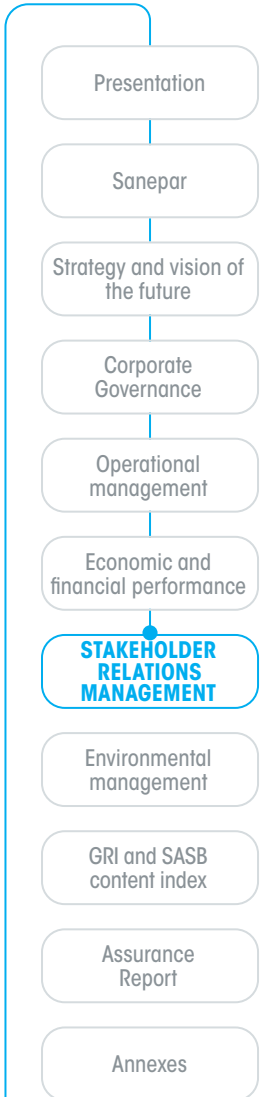 Presentation
Sanepar
Strategy and vision of
the future
Corporate
Governance
Operational
management
Economic and
financial performance
STAKEHOLDER
RELATIONS
MANAGEMENT
Environmental
management
GRI and SASB
content index
Assurance
Report
Annexes